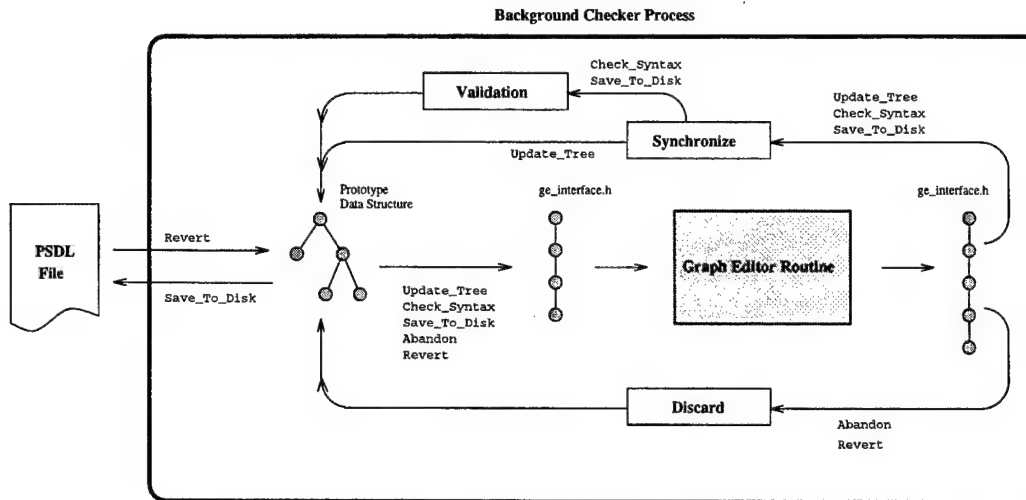 Background Checker Process
Check_Syntax
Save_To_Disk
Validation
Update_Tree
Check_Syntax
Save_To_Disk
Synchronize
Update_Tree
Prototype
Data Structure
ge_interface.h
ge_interface.h
PSDL
File
Revert
Save_To_Disk
Graph Editor Routine
Update_Tree
Check_Syntax
Save_To_Disk
Abandon
Revert
Discard
Abandon
Revert